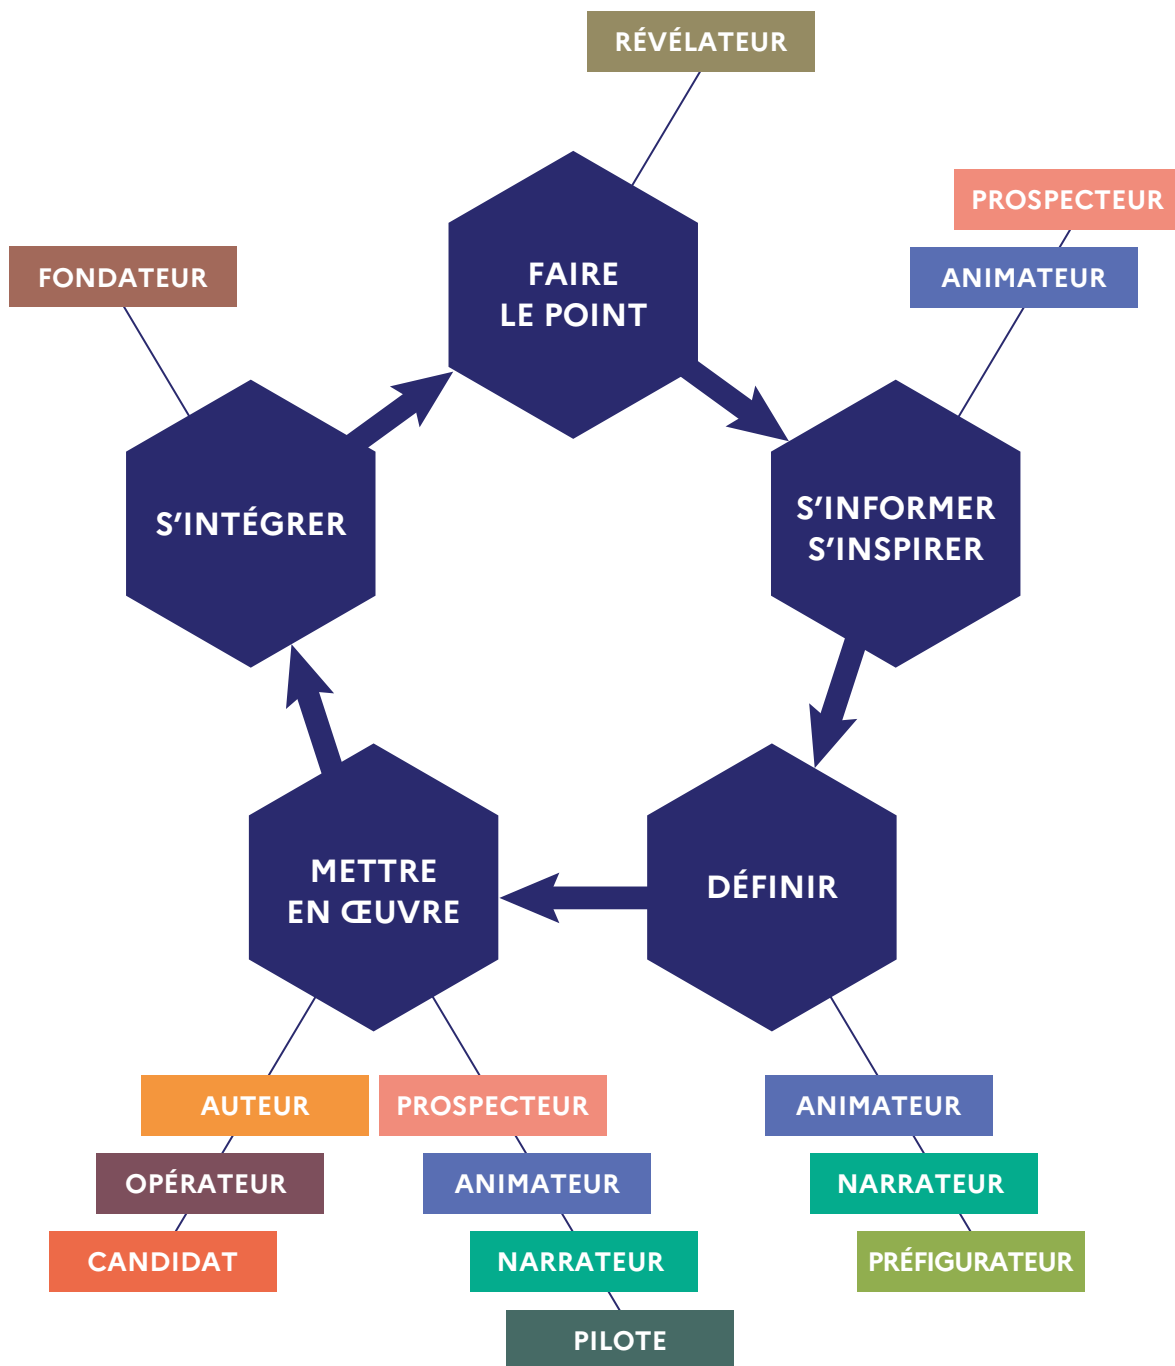 RÉVÉLATEUR
PROSPECTEUR
ANIMATEUR
FONDATEUR
FAIRE
LE POINT
S'INTÉGRER
S'INFORMER
S'INSPIRER
METTRE
EN ŒUVRE
DÉFINIR
AUTEUR
OPÉRATEUR
CANDIDAT
PROSPECTEUR
ANIMATEUR
NARRATEUR
PILOTE
ANIMATEUR
NARRATEUR
PRÉFIGURATEUR